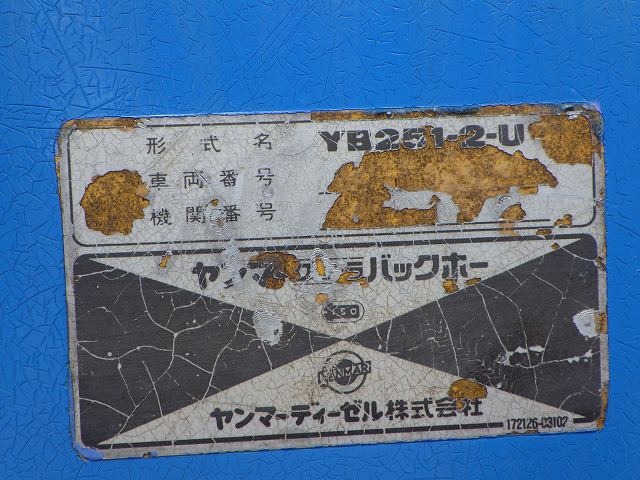 形式名 YB251-2-U
車両番号
機関番号
バックホー
YANMAR
ヤンマーディーゼル株式会社
172126-03102